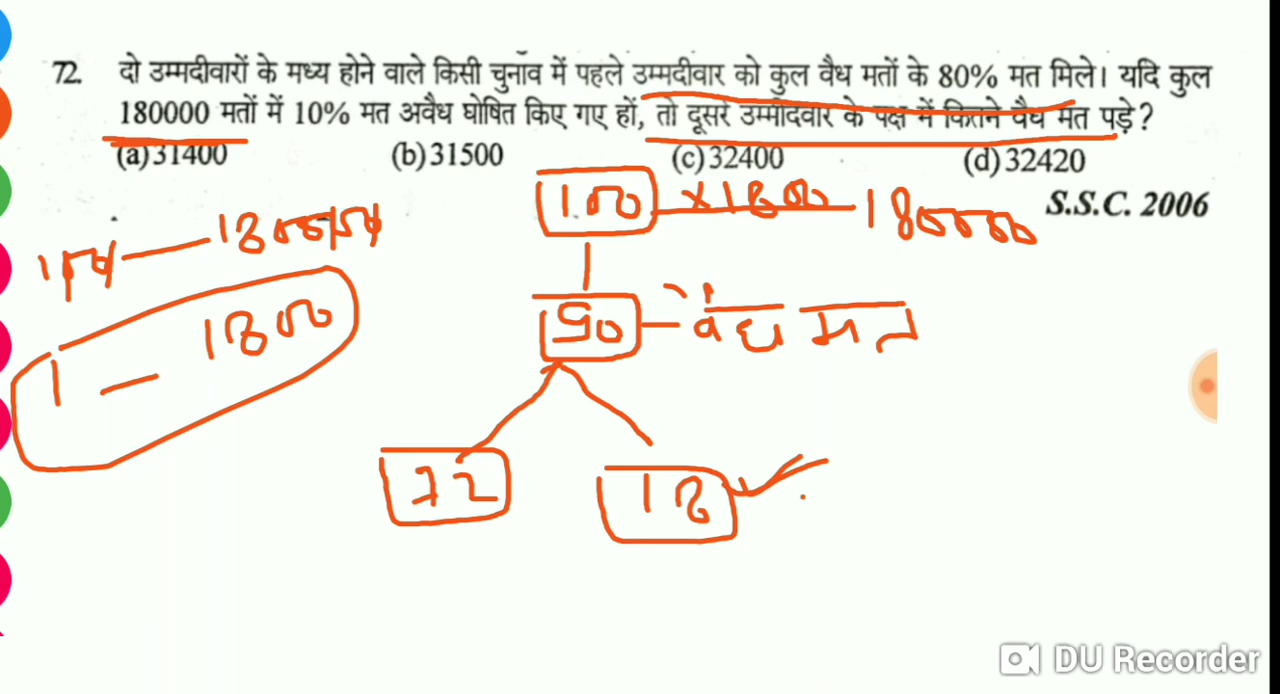 72. दो उम्मदीवारों के मध्य होने वाले किसी चुनाव में पहले उम्मदीवार को कुल वैध मतों के 80% मत मिले। यदि कुल
180000 मतों में 10% मत अवैध घोषित किए गए हों, तो दूसरे उम्मीदवार के पक्ष में कितने वैध मत पड़े?
(a) 31400 (b) 31500 (c) 32400 (d) 32420
S.S.C. 2006
100 ×1800 180000
100 — 180000
1 — 1800
90 — वैध मत
72 18
DU Recorder